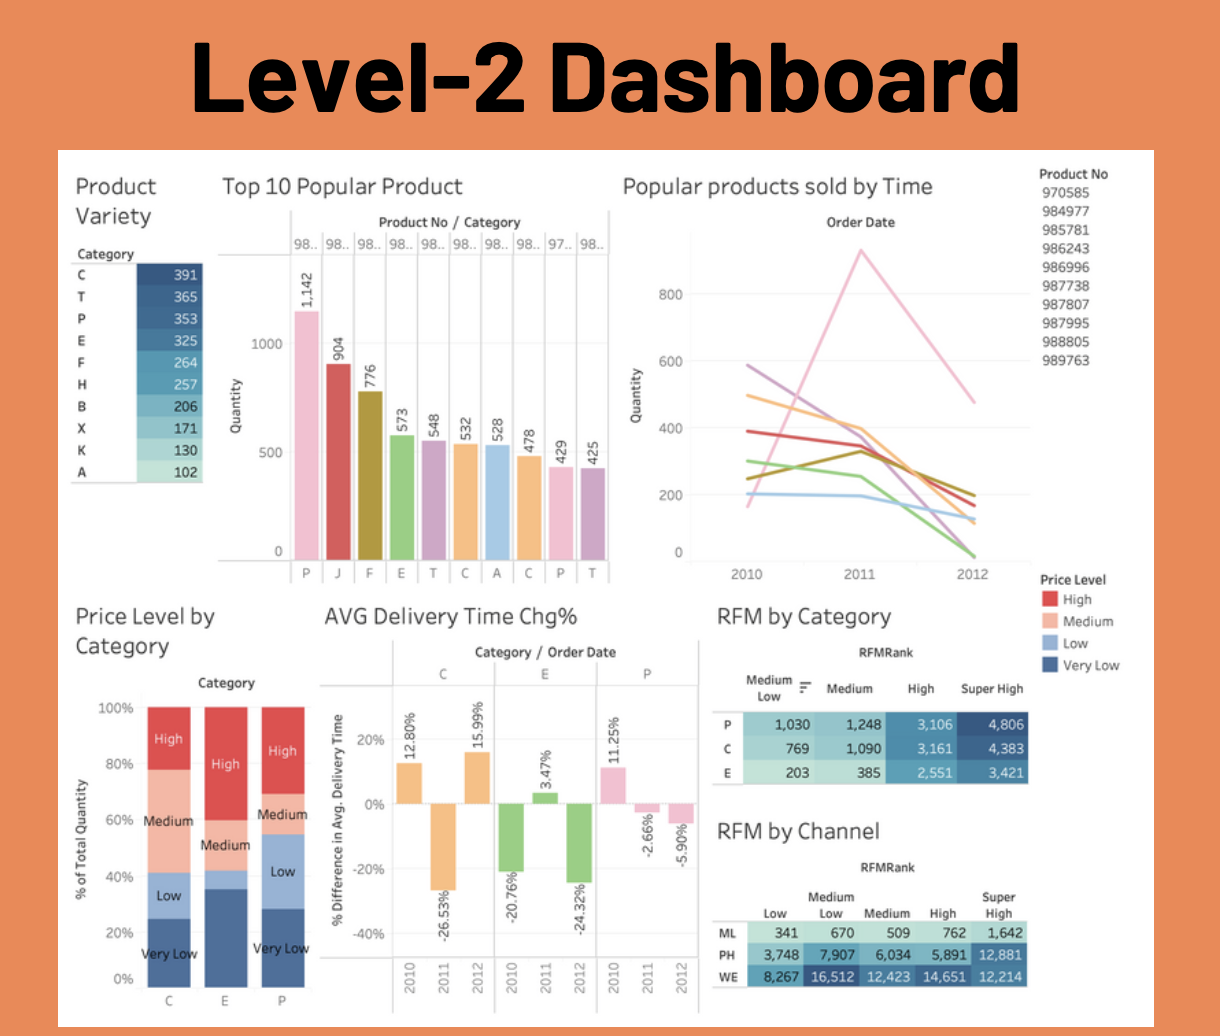 Level-2 Dashboard
Product
Variety
Category
C 391
T 365
P 353
E 325
F 264
H 257
B 206
X 171
K 130
A 102
Top 10 Popular Product
Product No / Category
98.. 98.. 98.. 98.. 98.. 98.. 98.. 98.. 97.. 98..
Quantity
1000
500
0
1,142
904
776
573
548
532
528
478
429
425
P J F E T C A C P T
Popular products sold by Time
Order Date
Quantity
800
600
400
200
0
2010 2011 2012
Product No
970585
984977
985781
986243
986996
987738
987807
987995
988805
989763
Price Level
High
Medium
Low
Very Low
Price Level by
Category
Category
% of Total Quantity
100%
80%
60%
40%
20%
0%
High
Medium
Low
Very Low
High
Medium
High
Medium
Low
Very Low
C E P
AVG Delivery Time Chg%
Category / Order Date
C E P
% Difference in Avg. Delivery Time
20%
0%
-20%
-40%
12.80%
-26.53%
15.99%
-20.76%
3.47%
-24.32%
11.25%
-2.66%
-5.90%
2010 2011 2012 2010 2011 2012 2010 2011 2012
RFM by Category
RFMRank
Medium
Low Medium High Super High
P 1,030 1,248 3,106 4,806
C 769 1,090 3,161 4,383
E 203 385 2,551 3,421
RFM by Channel
RFMRank
Medium Super
Low Low Medium High High
ML 341 670 509 762 1,642
PH 3,748 7,907 6,034 5,891 12,881
WE 8,267 16,512 12,423 14,651 12,214